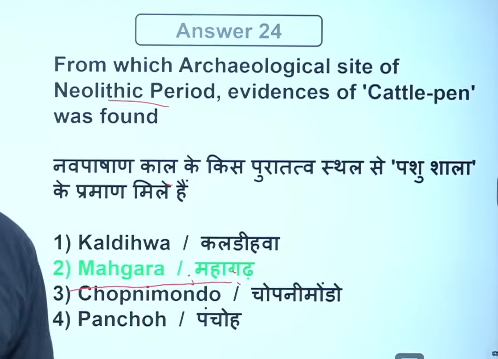 Answer 24
From which Archaeological site of
Neolithic Period, evidences of 'Cattle-pen'
was found
नवपाषाण काल के किस पुरातत्व स्थल से 'पशु शाला'
के प्रमाण मिले हैं
1) Kaldihwa / कलडीहवा
2) Mahgara / महागढ़
3) Chopnimondo / चोपनीमोंडो
4) Panchoh / पंचोह